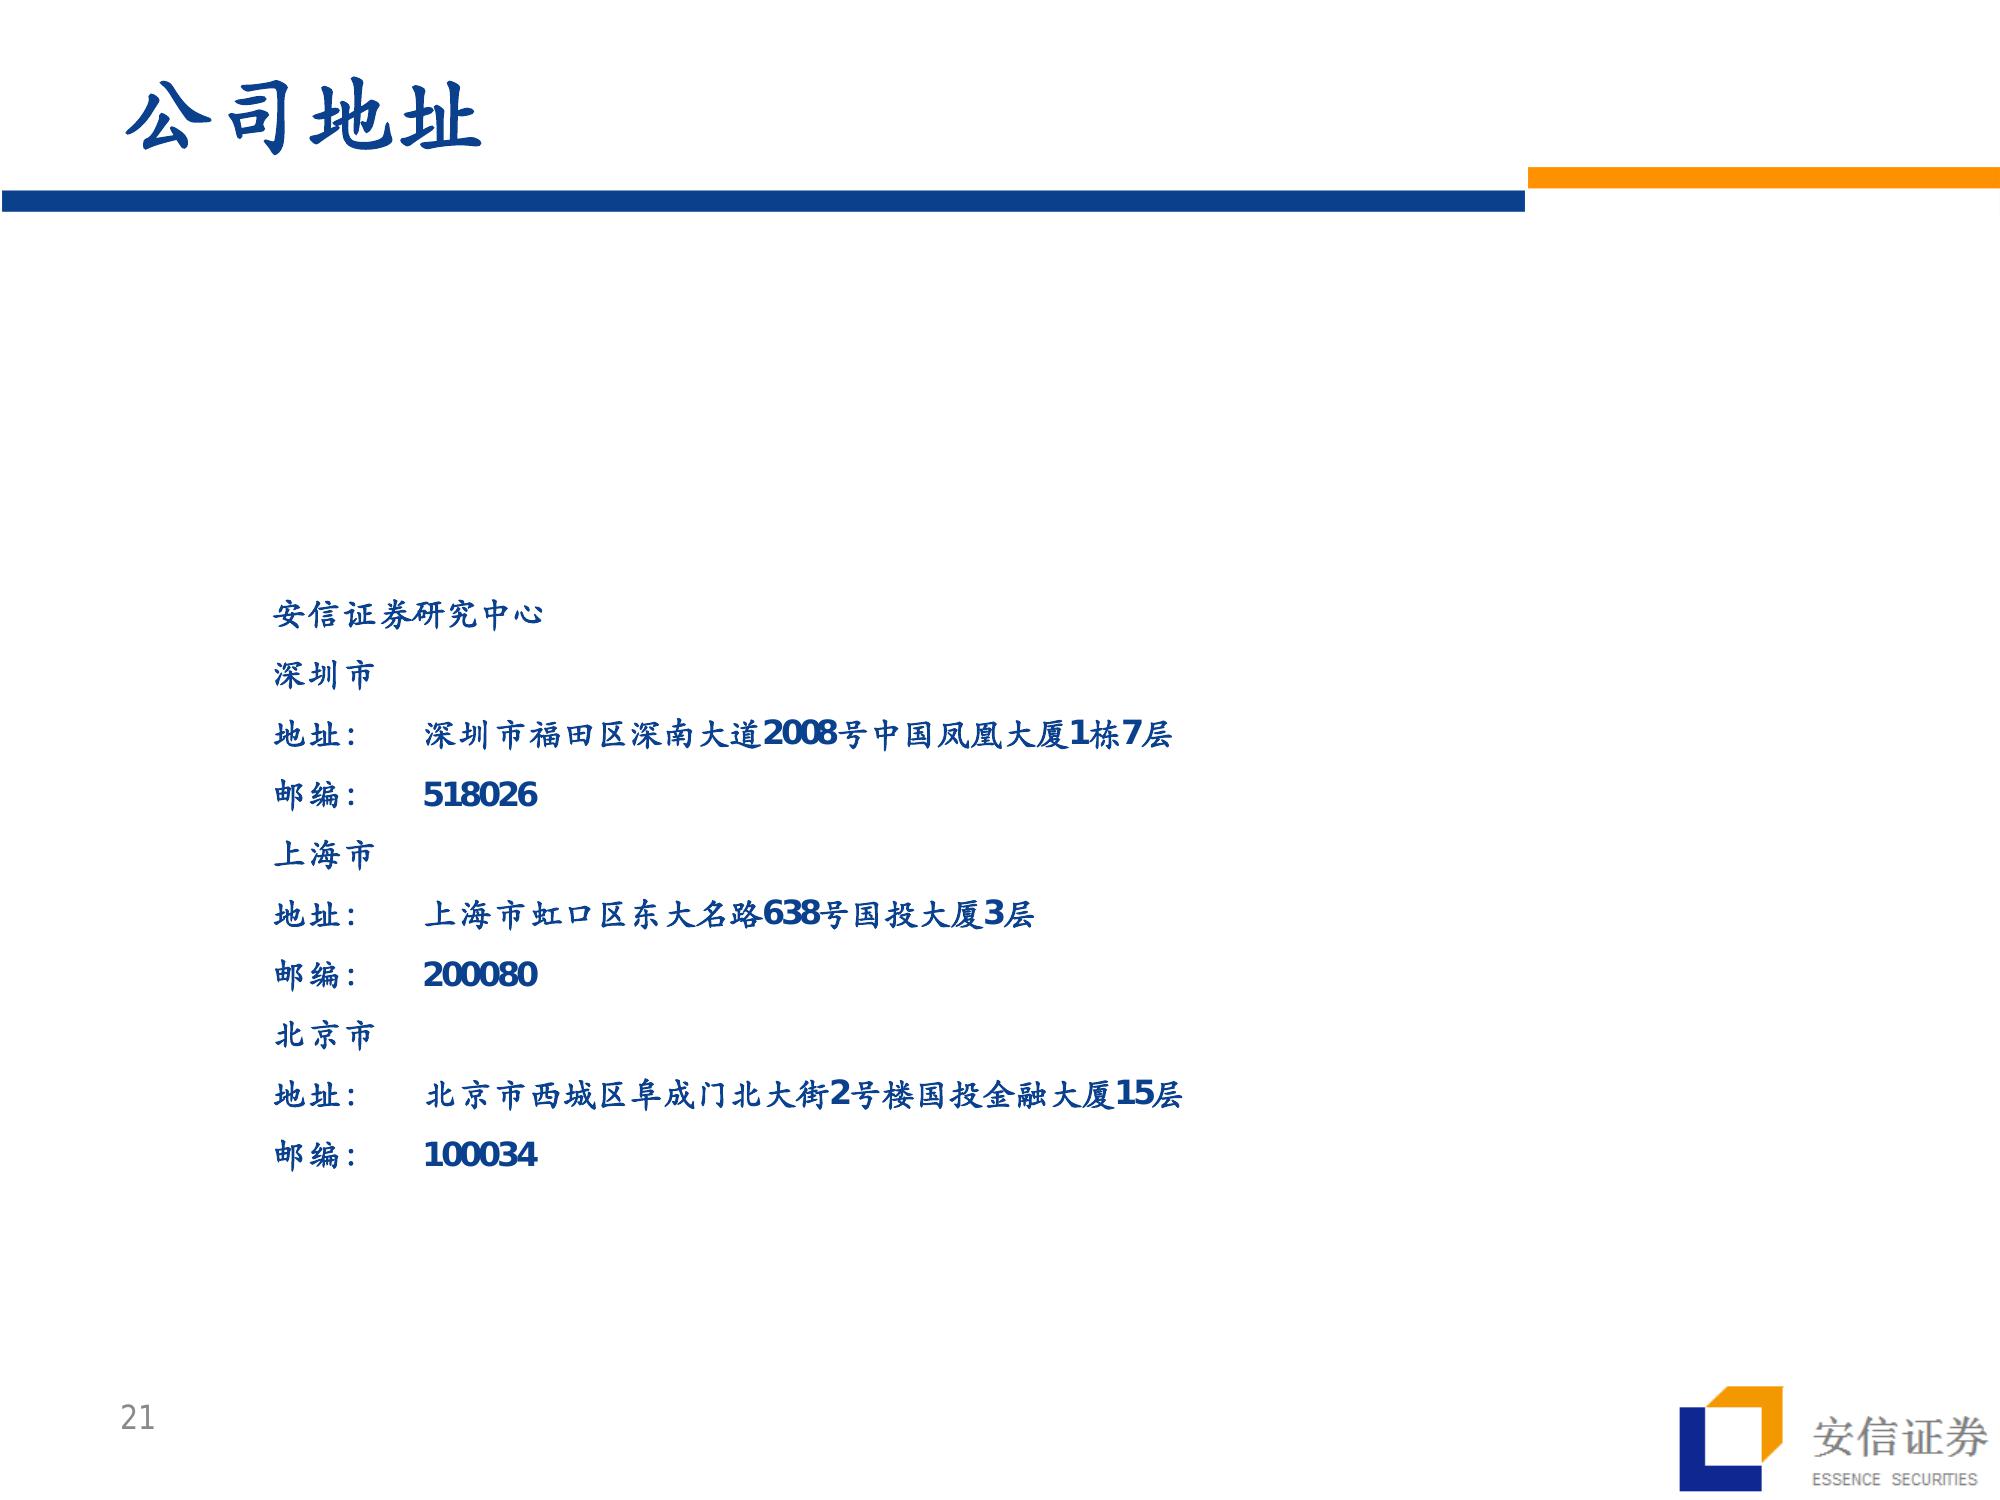 公司地址
安信证券研究中心
深圳市
地址： 深圳市福田区深南大道2008号中国凤凰大厦1栋7层
邮编： 518026
上海市
地址： 上海市虹口区东大名路638号国投大厦3层
邮编： 200080
北京市
地址： 北京市西城区阜成门北大街2号楼国投金融大厦15层
邮编： 100034
21
安信证券
ESSENCE SECURITIES